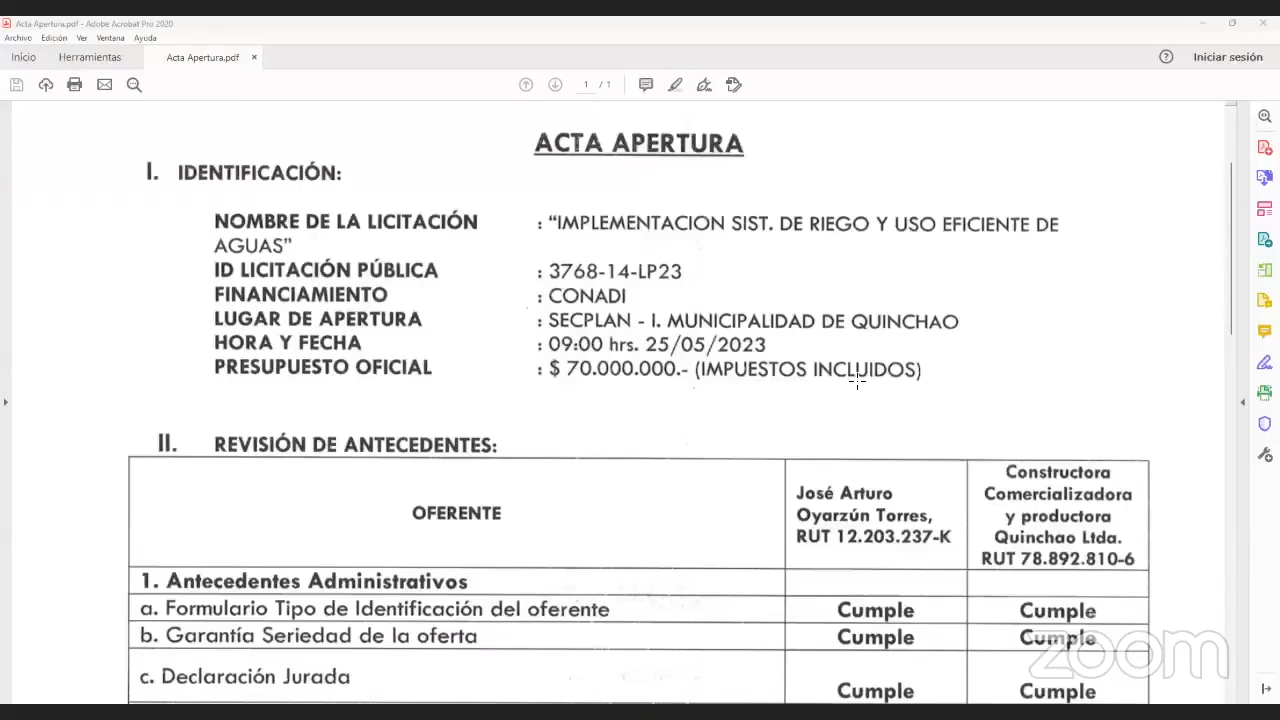 Acta Apertura.pdf - Adobe Acrobat Pro 2020
Archivo Edición Ver Ventana Ayuda
Inicio Herramientas Acta Apertura.pdf × Iniciar sesión
1 / 1
ACTA APERTURA
I. IDENTIFICACIÓN:
NOMBRE DE LA LICITACIÓN : “IMPLEMENTACION SIST. DE RIEGO Y USO EFICIENTE DE
AGUAS”
ID LICITACIÓN PÚBLICA : 3768-14-LP23
FINANCIAMIENTO : CONADI
LUGAR DE APERTURA : SECPLAN - I. MUNICIPALIDAD DE QUINCHAO
HORA Y FECHA : 09:00 hrs. 25/05/2023
PRESUPUESTO OFICIAL : $ 70.000.000.- (IMPUESTOS INCLUIDOS)
II. REVISIÓN DE ANTECEDENTES:
OFERENTE
José Arturo
Oyarzún Torres,
RUT 12.203.237-K
Constructora
Comercializadora
y productora
Quinchao Ltda.
RUT 78.892.810-6
1. Antecedentes Administrativos
a. Formulario Tipo de Identificación del oferente Cumple Cumple
b. Garantía Seriedad de la oferta Cumple Cumple
c. Declaración Jurada Cumple Cumple
zoom